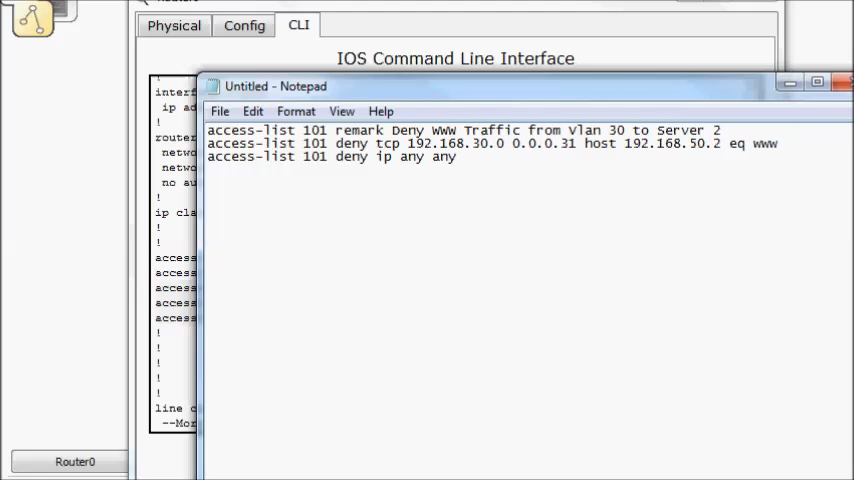 Physical
Config
CLI
IOS Command Line Interface
Untitled - Notepad
File Edit Format View Help
access-list 101 remark Deny WWW Traffic from Vlan 30 to Server 2
access-list 101 deny tcp 192.168.30.0 0.0.0.31 host 192.168.50.2 eq www
access-list 101 deny ip any any
!
interf
ip ad
!
router
netwo
netwo
no au
!
ip cla
!
!
access
access
access
access
access
!
!
!
!
!
line c
--Mor
Router0